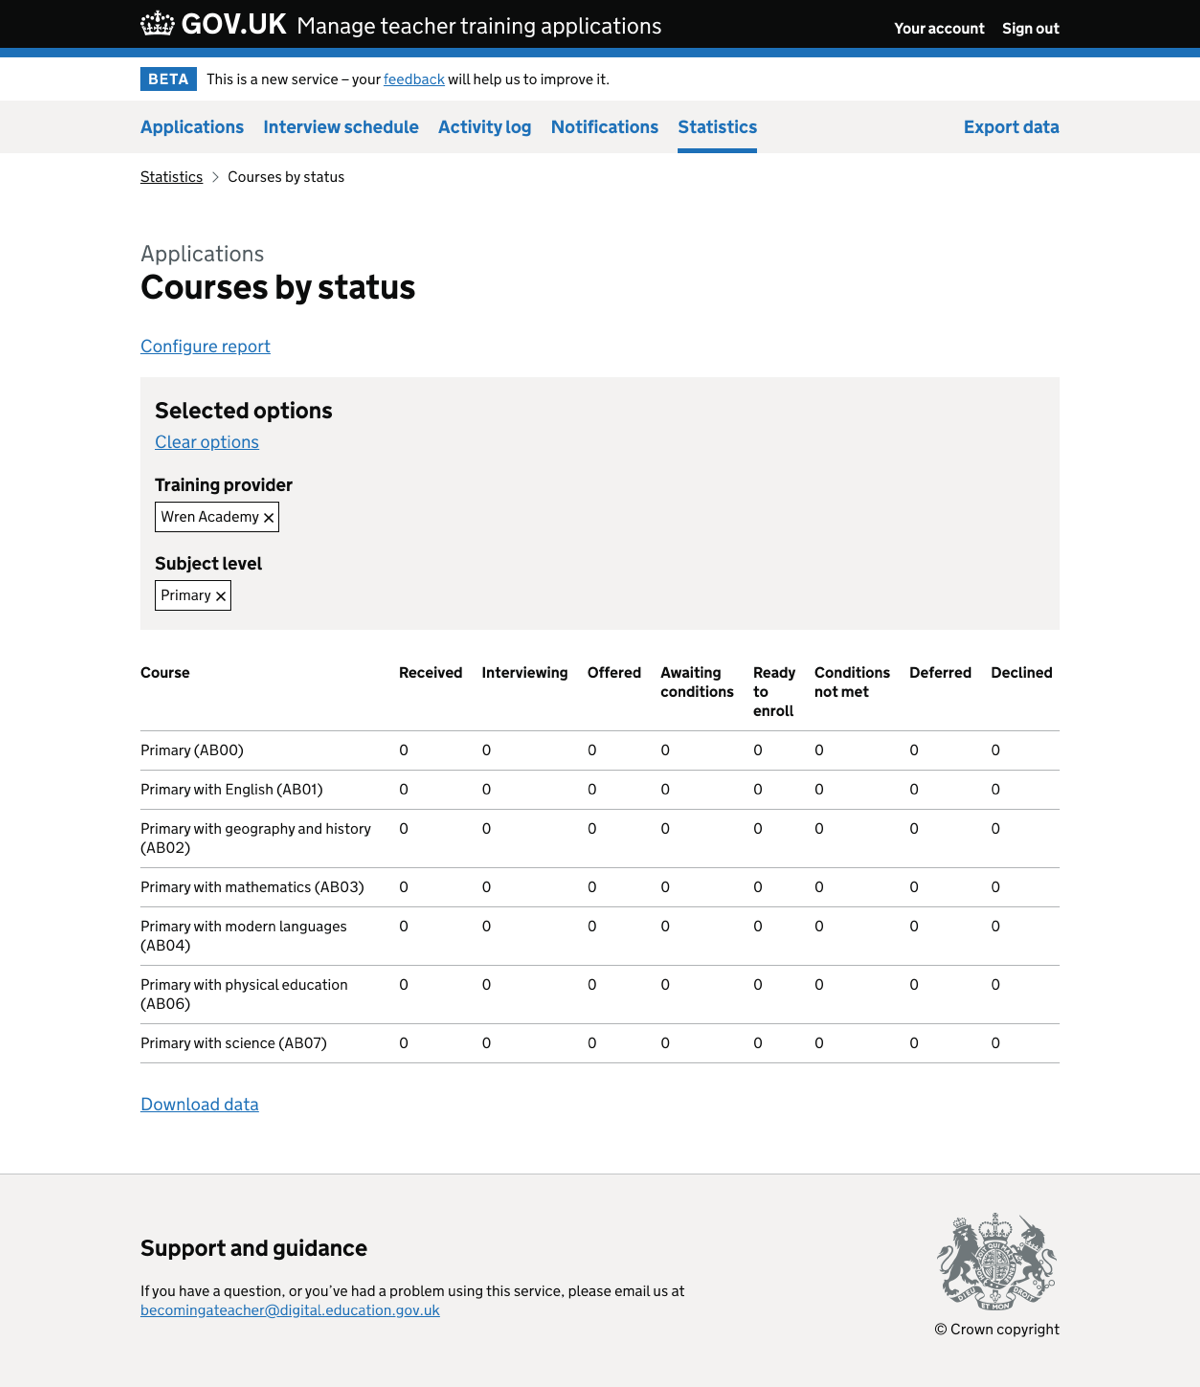 GOV.UK Manage teacher training applications Your account Sign out
BETA This is a new service – your feedback will help us to improve it.
Applications Interview schedule Activity log Notifications Statistics Export data
Statistics > Courses by status
Applications
Courses by status
Configure report
Selected options
Clear options
Training provider
Wren Academy ✕
Subject level
Primary ✕
Course Received Interviewing Offered Awaiting conditions Ready to enroll Conditions not met Deferred Declined
Primary (AB00) 0 0 0 0 0 0 0 0
Primary with English (AB01) 0 0 0 0 0 0 0 0
Primary with geography and history (AB02) 0 0 0 0 0 0 0 0
Primary with mathematics (AB03) 0 0 0 0 0 0 0 0
Primary with modern languages (AB04) 0 0 0 0 0 0 0 0
Primary with physical education (AB06) 0 0 0 0 0 0 0 0
Primary with science (AB07) 0 0 0 0 0 0 0 0
Download data
Support and guidance
If you have a question, or you’ve had a problem using this service, please email us at
becomingateacher@digital.education.gov.uk
DIEU ET MON DROIT
© Crown copyright